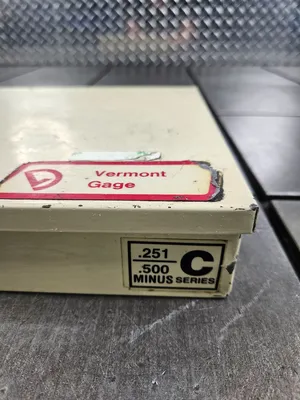 Vermont
Gage
.251
.500
MINUS
C
SERIES